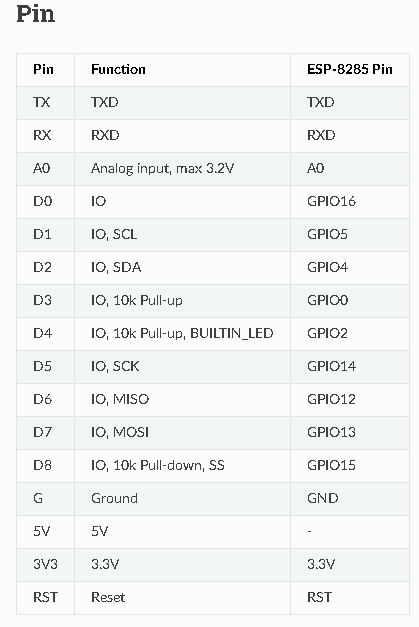 Pin
Pin Function ESP-8285 Pin
TX TXD TXD
RX RXD RXD
A0 Analog input, max 3.2V A0
D0 IO GPIO16
D1 IO, SCL GPIO5
D2 IO, SDA GPIO4
D3 IO, 10k Pull-up GPIO0
D4 IO, 10k Pull-up, BUILTIN_LED GPIO2
D5 IO, SCK GPIO14
D6 IO, MISO GPIO12
D7 IO, MOSI GPIO13
D8 IO, 10k Pull-down, SS GPIO15
G Ground GND
5V 5V -
3V3 3.3V 3.3V
RST Reset RST